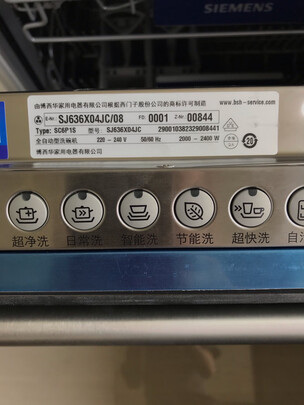 SIEMENS
由博西华家用电器有限公司根据西门子股份公司的商标许可制造
www.bsh-service.com
E-Nr. SJ636X04JC/08 FD: 0001 Z-Nr: 00844
Type: SC6P1S 型号: SJ636X04JC 290010382329008441
全自动型洗碗机 220 - 240 V 50/60 Hz 2000 - 2400 W
博西华家用电器有限公司
20
超净洗 日常洗 智能洗 节能洗 超快洗 自